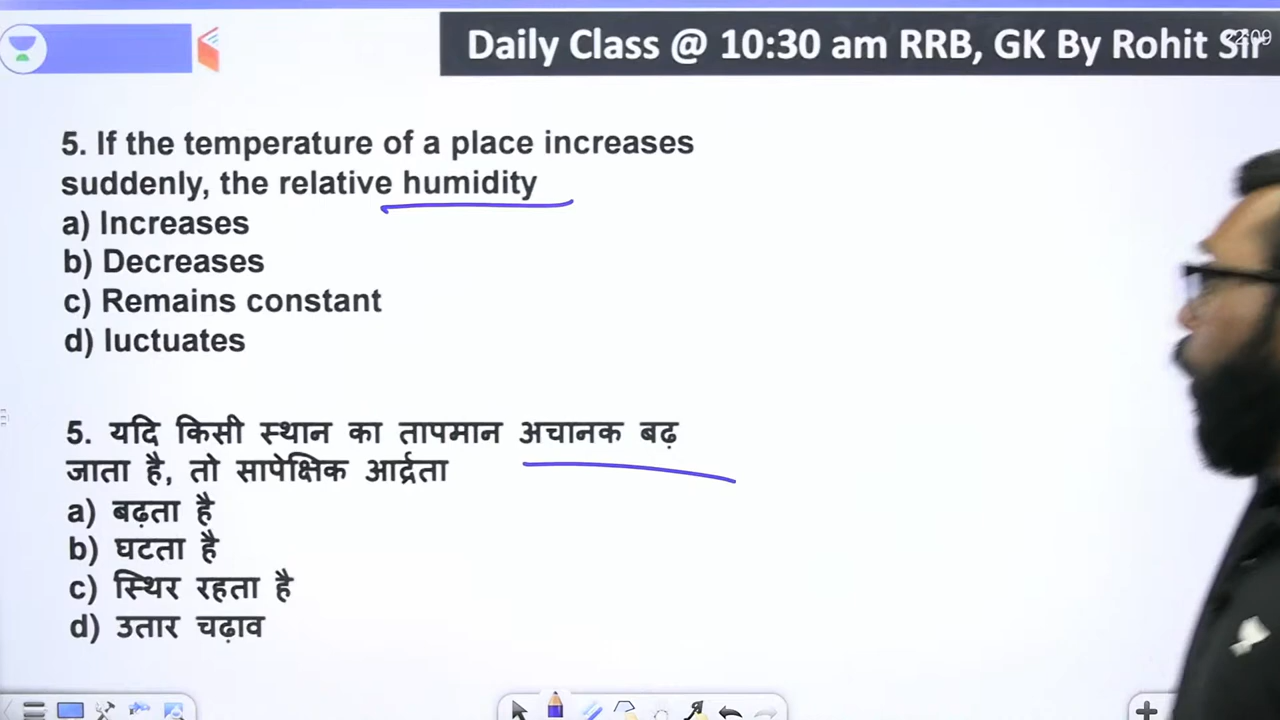 Daily Class @ 10:30 am RRB, GK By Rohit Sir
5. If the temperature of a place increases
suddenly, the relative humidity
a) Increases
b) Decreases
c) Remains constant
d) luctuates
5. यदि किसी स्थान का तापमान अचानक बढ़
जाता है, तो सापेक्षिक आर्द्रता
a) बढ़ता है
b) घटता है
c) स्थिर रहता है
d) उतार चढ़ाव